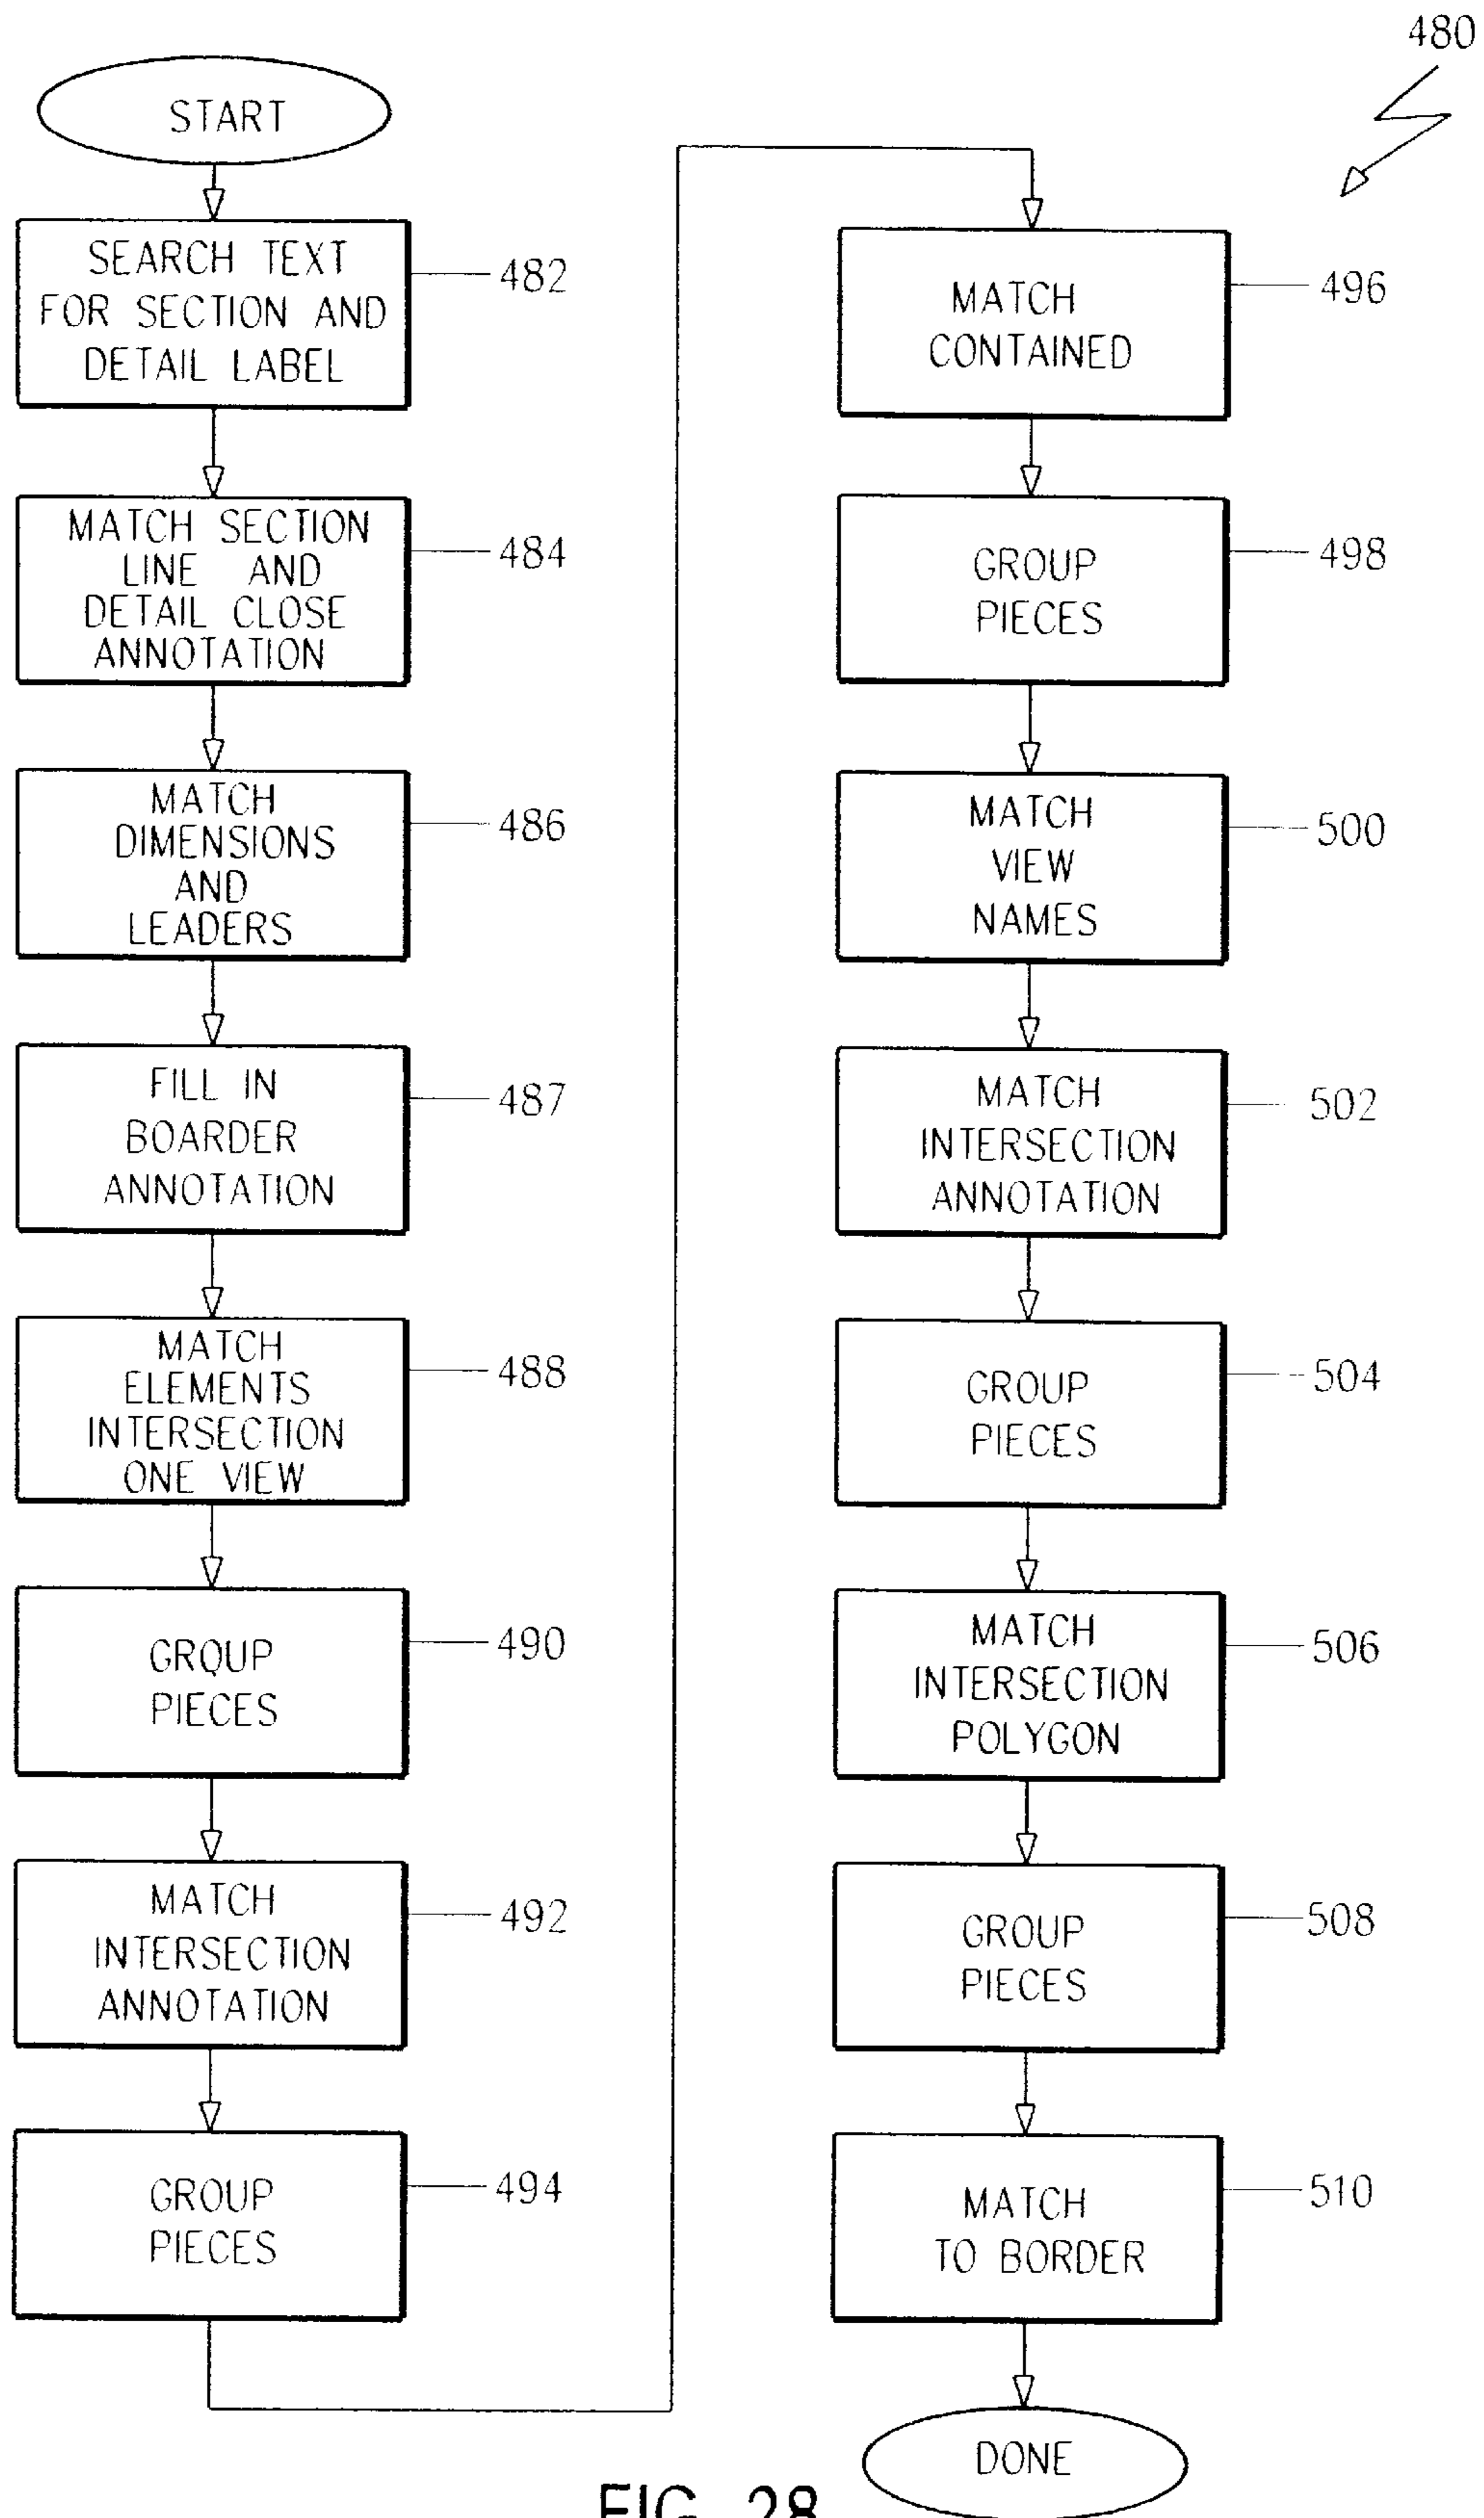 480
START
SEARCH TEXT
FOR SECTION AND
DETAIL LABEL
482
MATCH SECTION
LINE AND
DETAIL CLOSE
ANNOTATION
484
MATCH
DIMENSIONS
AND
LEADERS
486
FILL IN
BOARDER
ANNOTATION
487
MATCH
ELEMENTS
INTERSECTION
ONE VIEW
488
GROUP
PIECES
490
MATCH
INTERSECTION
ANNOTATION
492
GROUP
PIECES
494
MATCH
CONTAINED
496
GROUP
PIECES
498
MATCH
VIEW
NAMES
500
MATCH
INTERSECTION
ANNOTATION
502
GROUP
PIECES
504
MATCH
INTERSECTION
POLYGON
506
GROUP
PIECES
508
MATCH
TO BORDER
510
DONE
FIG. 28